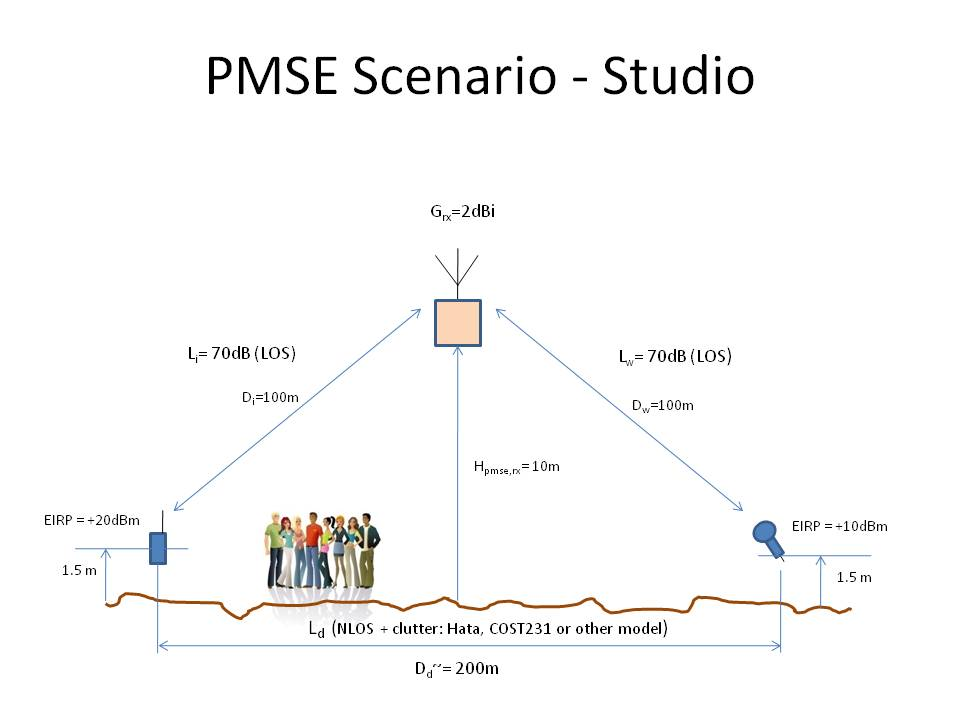 PMSE Scenario - Studio
Grx=2dBi
Li= 70dB (LOS)
Lw= 70dB (LOS)
Di=100m
Dw=100m
Hpmse,rx= 10m
EIRP = +20dBm
EIRP = +10dBm
1.5 m
1.5 m
Ld (NLOS + clutter: Hata, COST231 or other model)
Dd~= 200m